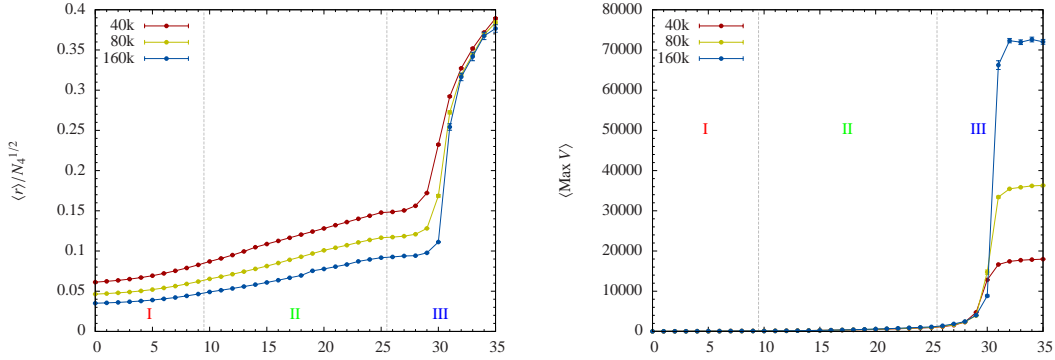 0.4
0.35
0.3
0.25
0.2
0.15
0.1
0.05
0
⟨r⟩/N₄^{1/2}
40k
80k
160k
I
II
III
0 5 10 15 20 25 30 35
80000
70000
60000
50000
40000
30000
20000
10000
0
⟨Max V⟩
40k
80k
160k
I
II
III
0 5 10 15 20 25 30 35